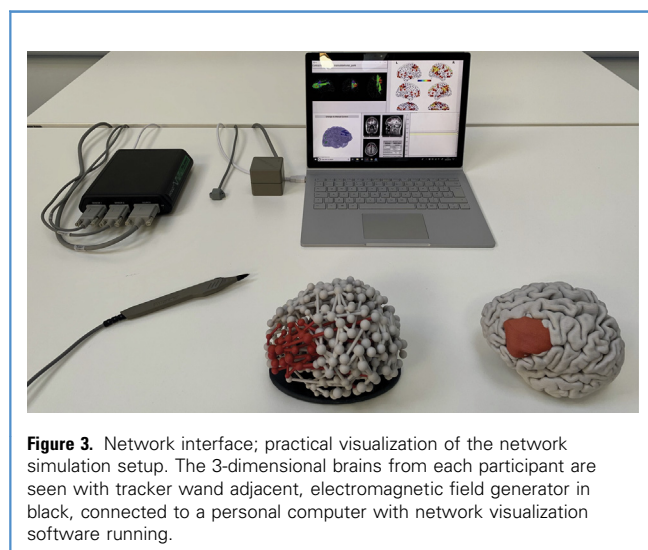 Figure 3. Network interface; practical visualization of the network
simulation setup. The 3-dimensional brains from each participant are
seen with tracker wand adjacent, electromagnetic field generator in
black, connected to a personal computer with network visualization
software running.